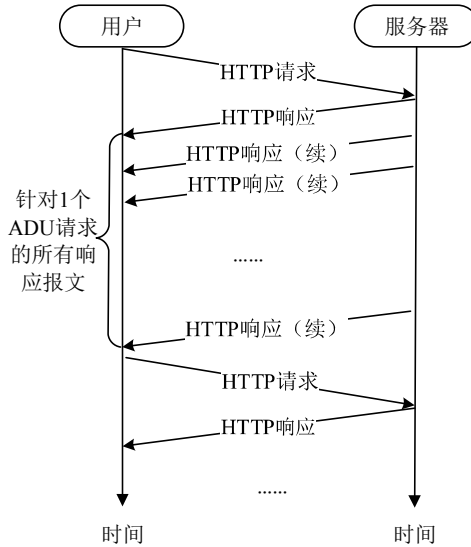 用户
服务器
HTTP请求
HTTP响应
HTTP响应（续）
HTTP响应（续）
针对1个
ADU请求
的所有响
应报文
......
HTTP响应（续）
HTTP请求
HTTP响应
......
时间
时间